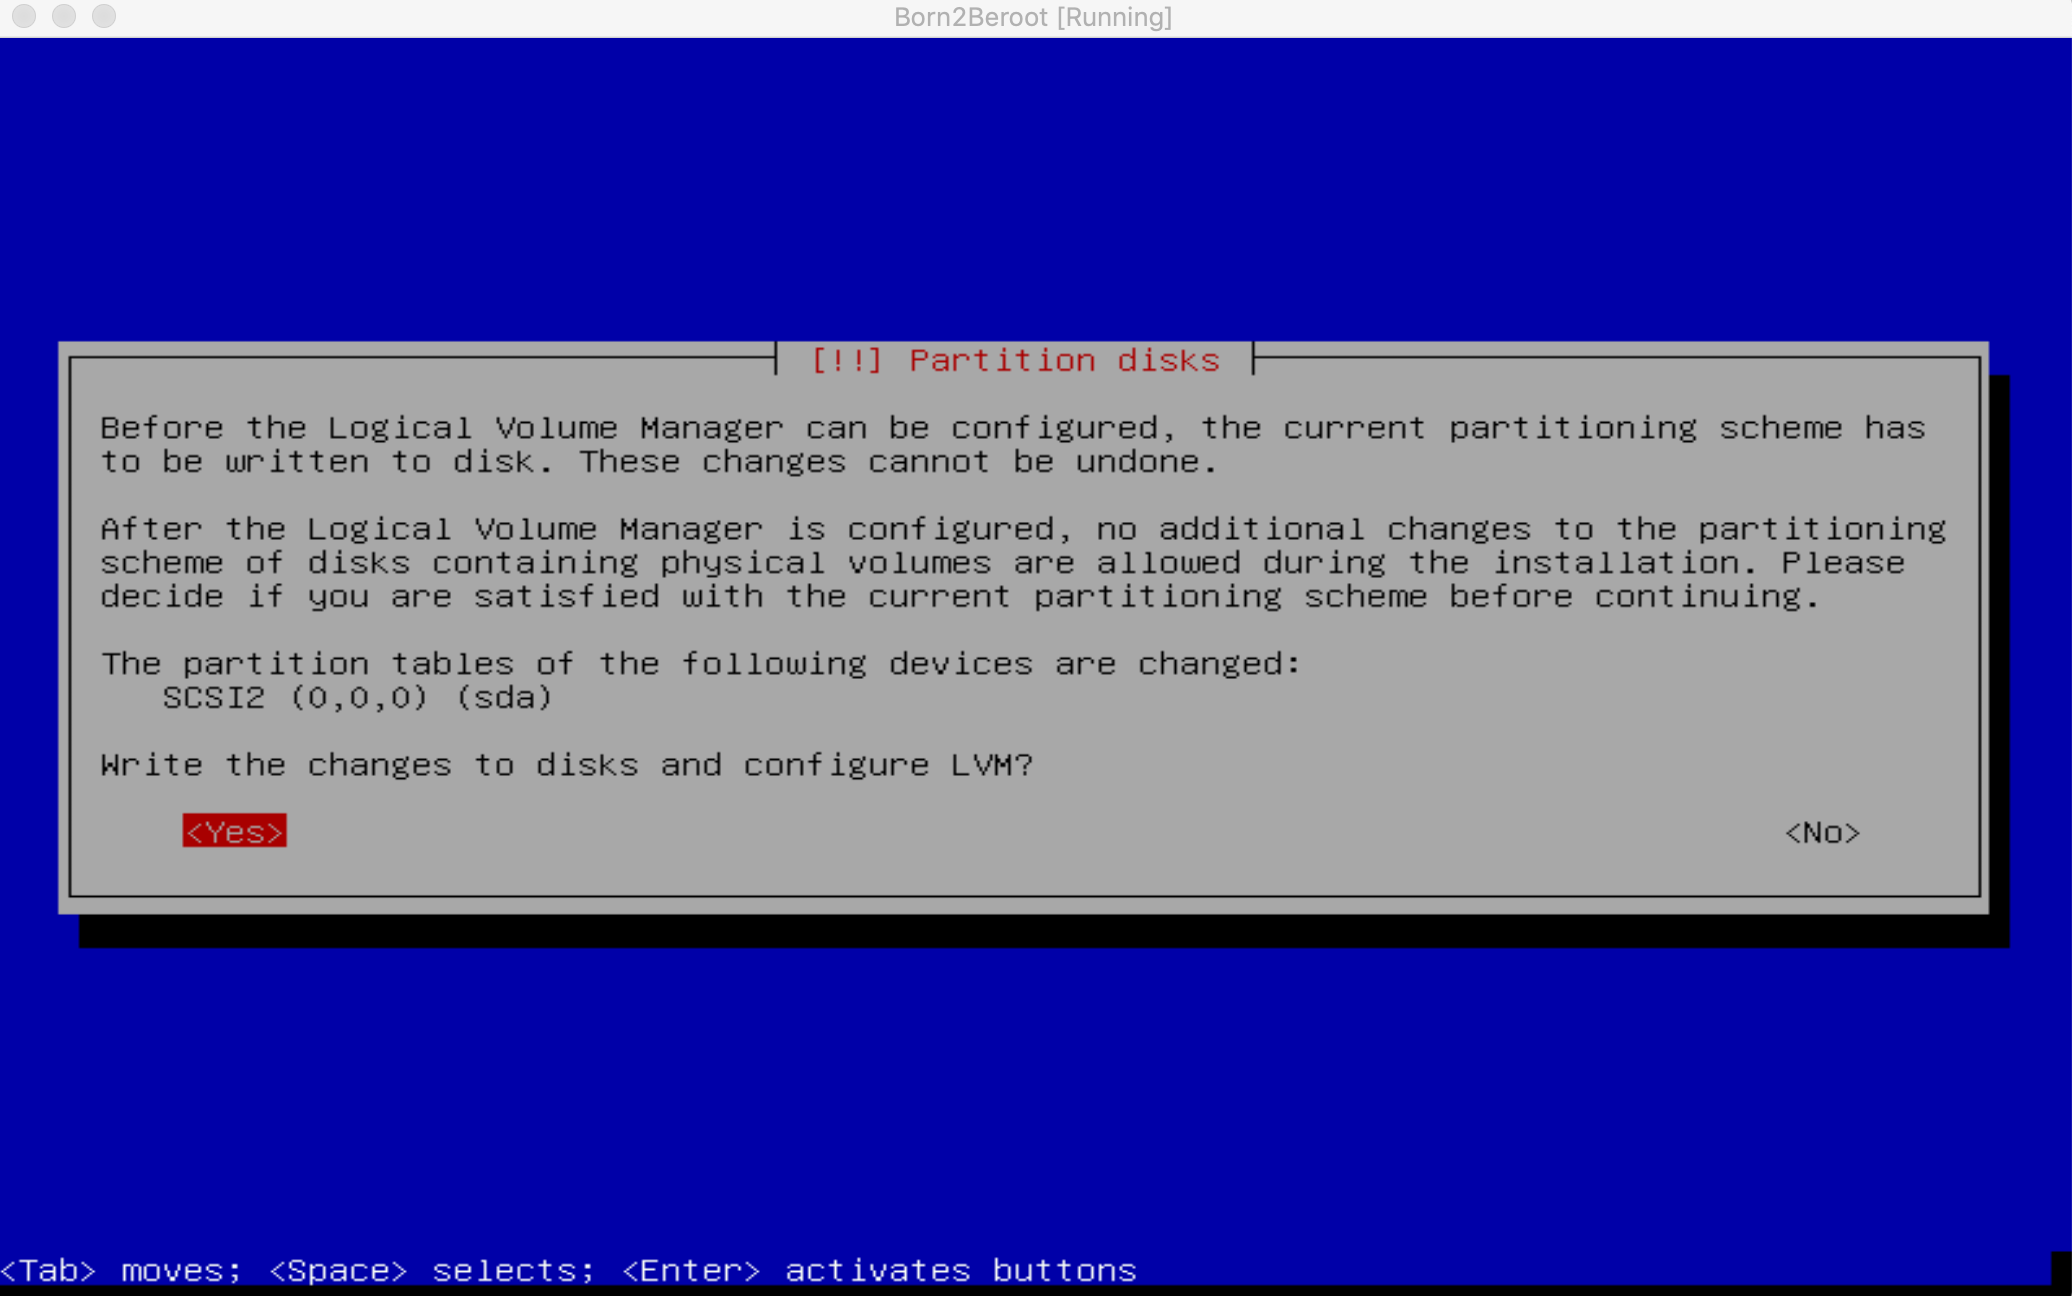 Born2Beroot [Running]
[!!] Partition disks
Before the Logical Volume Manager can be configured, the current partitioning scheme has
to be written to disk. These changes cannot be undone.
After the Logical Volume Manager is configured, no additional changes to the partitioning
scheme of disks containing physical volumes are allowed during the installation. Please
decide if you are satisfied with the current partitioning scheme before continuing.
The partition tables of the following devices are changed:
SCSI2 (0,0,0) (sda)
Write the changes to disks and configure LVM?
<Yes> <No>
<Tab> moves; <Space> selects; <Enter> activates buttons